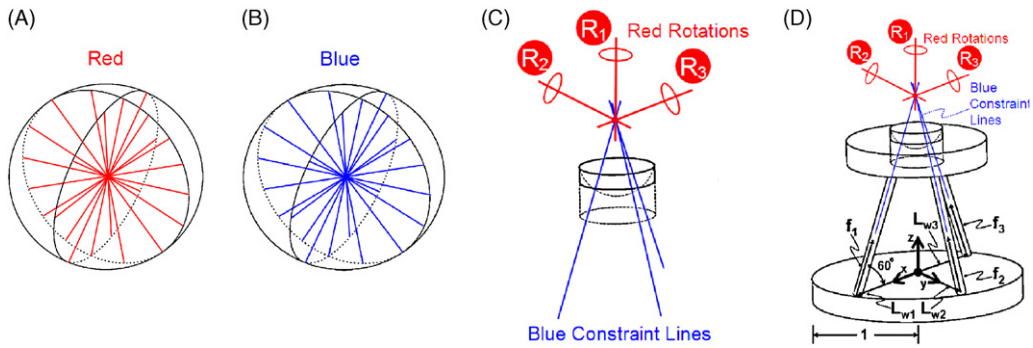 (A)
Red
(B)
Blue
(C)
R1
R2
R3
Red Rotations
Blue Constraint Lines
(D)
R1
Red Rotations
R2
R3
Blue
Constraint
Lines
f1
Lw3
f3
z
60°
x
y
f2
Lw1
Lw2
1